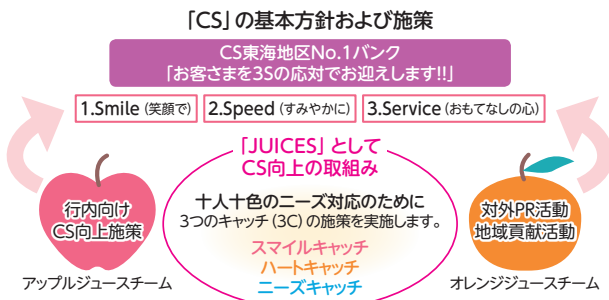 「CS」の基本方針および施策
CS東海地区No.1バンク
「お客さまを3Sの応対でお迎えします!!」
1.Smile (笑顔で)
2.Speed (すみやかに)
3.Service (おもてなしの心)
「JUICES」として
CS向上の取組み
行内向け
CS向上施策
アップルジュースチーム
十人十色のニーズ対応のために
3つのキャッチ(3C)の施策を実施します。
スマイルキャッチ
ハートキャッチ
ニーズキャッチ
対外PR活動
地域貢献活動
オレンジジュースチーム